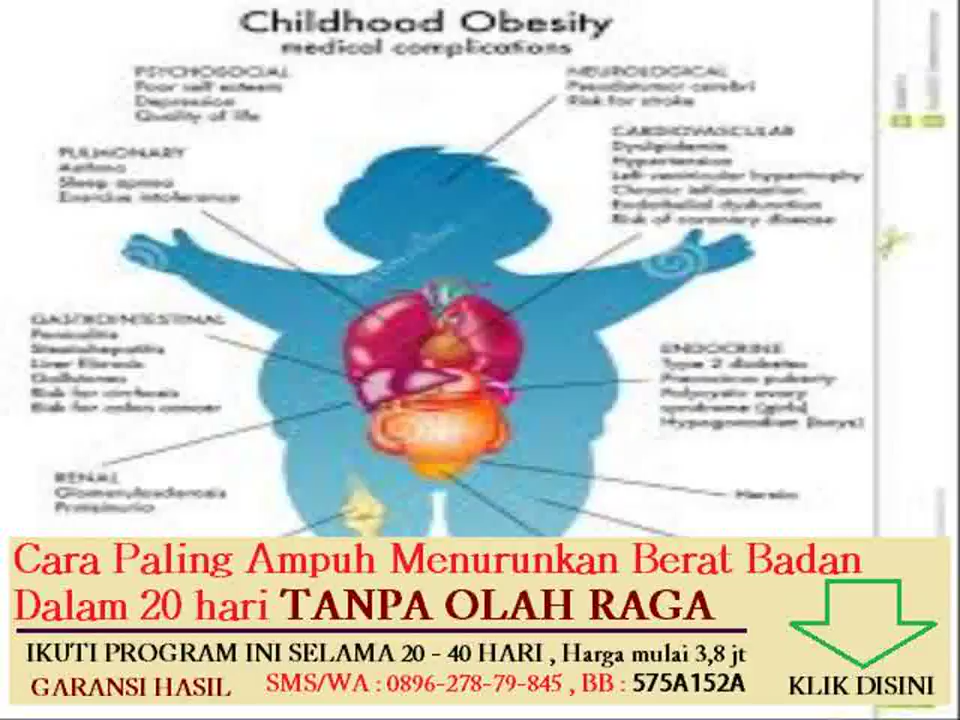 Childhood Obesity
medical complications
PSYCHOSOCIAL
Poor self esteem
Depression
Quality of life
NEUROLOGICAL
Pseudotumor cerebri
Risk for stroke
CARDIOVASCULAR
Dyslipidemia
Hypertension
Left ventricular hypertrophy
Chronic inflammation
Endothelial dysfunction
Risk of coronary disease
PULMONARY
Asthma
Sleep apnea
Exercise intolerance
GASTROINTESTINAL
Pancreatitis
Steatohepatitis
Liver Fibrosis
Gallstones
Risk for cirrhosis
Risk for colon cancer
ENDOCRINE
Type 2 diabetes
Precocious puberty
Polycystic ovary
syndrome (girls)
Hypogonadism (boys)
RENAL
Glomerulosclerosis
Proteinuria
Hernia
Cara Paling Ampuh Menurunkan Berat Badan
Dalam 20 hari TANPA OLAH RAGA
IKUTI PROGRAM INI SELAMA 20 - 40 HARI , Harga mulai 3,8 jt
GARANSI HASIL SMS/WA : 0896-278-79-845 , BB : 575A152A
KLIK DISINI